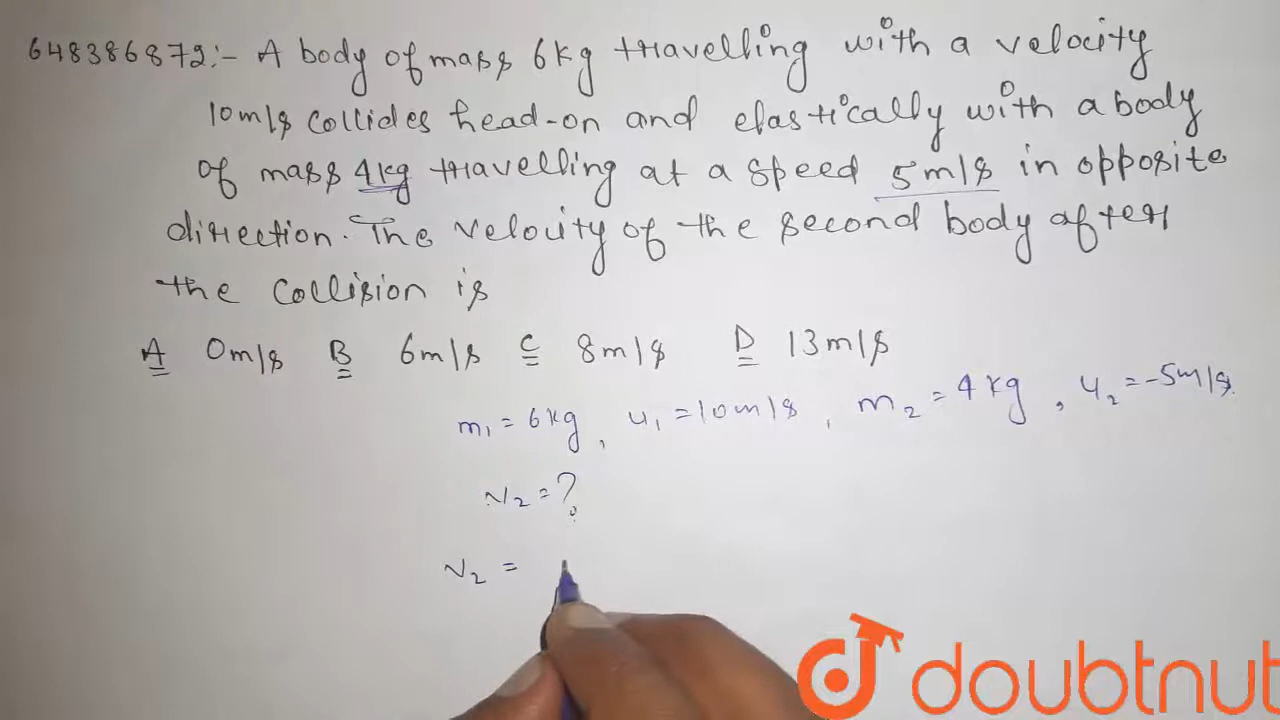 648386872:- A body of mass 6kg travelling with a velocity
10m/s collides head-on and elastically with a body
of mass 4kg travelling at a speed 5m/s in opposite
direction. The velocity of the second body after
the collision is
A 0m/s B 6m/s C 8m/s D 13m/s
m₁ = 6kg, u₁ = 10m/s, m₂ = 4kg, u₂ = -5m/s.
v₂ = ?
v₂ =
doubtnut